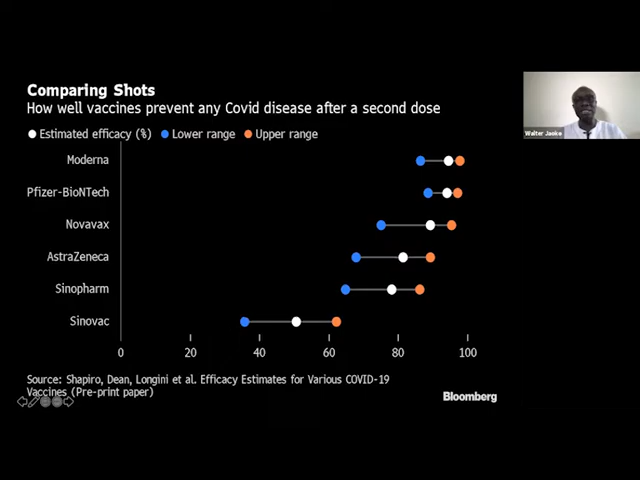 Comparing Shots
How well vaccines prevent any Covid disease after a second dose
Estimated efficacy (%) Lower range Upper range
Moderna
Pfizer-BioNTech
Novavax
AstraZeneca
Sinopharm
Sinovac
0 20 40 60 80 100
Source: Shapiro, Dean, Longini et al. Efficacy Estimates for Various COVID-19
Vaccines (Pre-print paper)
Bloomberg
Walter Jaoko